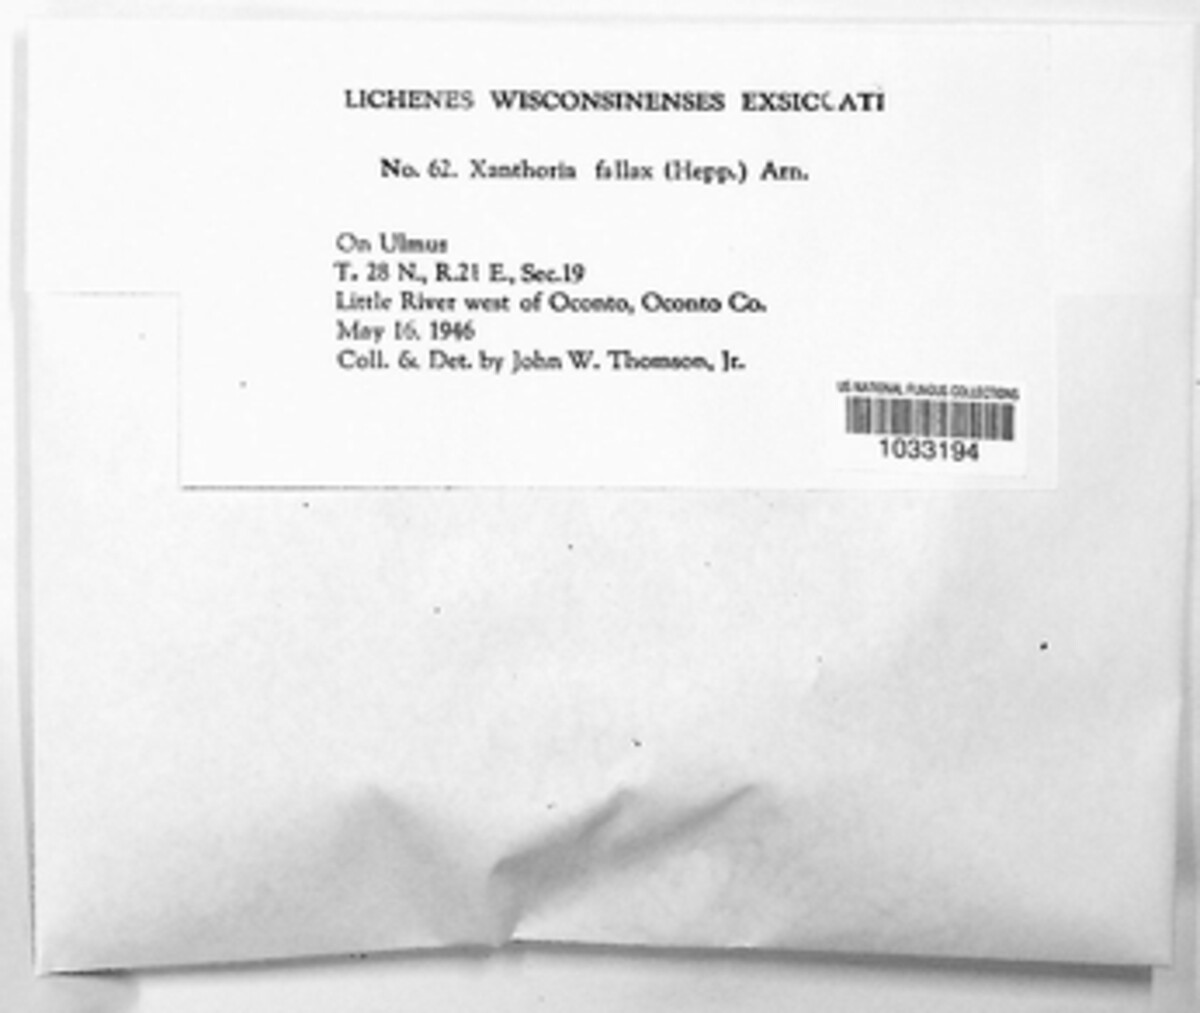 LICHENES WISCONSINENSES EXSICCATI
No. 62. Xanthoria fallax (Hepp.) Arn.
On Ulmus
T. 28 N., R.21 E., Sec.19
Little River west of Oconto, Oconto Co.
May 16, 1946
Coll. & Det. by John W. Thomson, Jr.
US NATIONAL FUNGUS COLLECTIONS
1033194